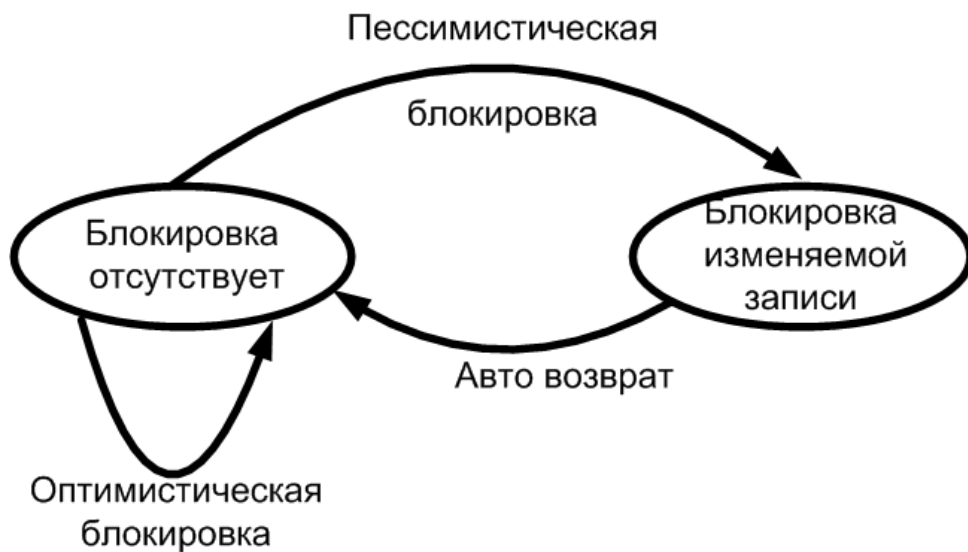 Пессимистическая
блокировка
Блокировка
отсутствует
Блокировка
изменяемой
записи
Авто возврат
Оптимистическая
блокировка